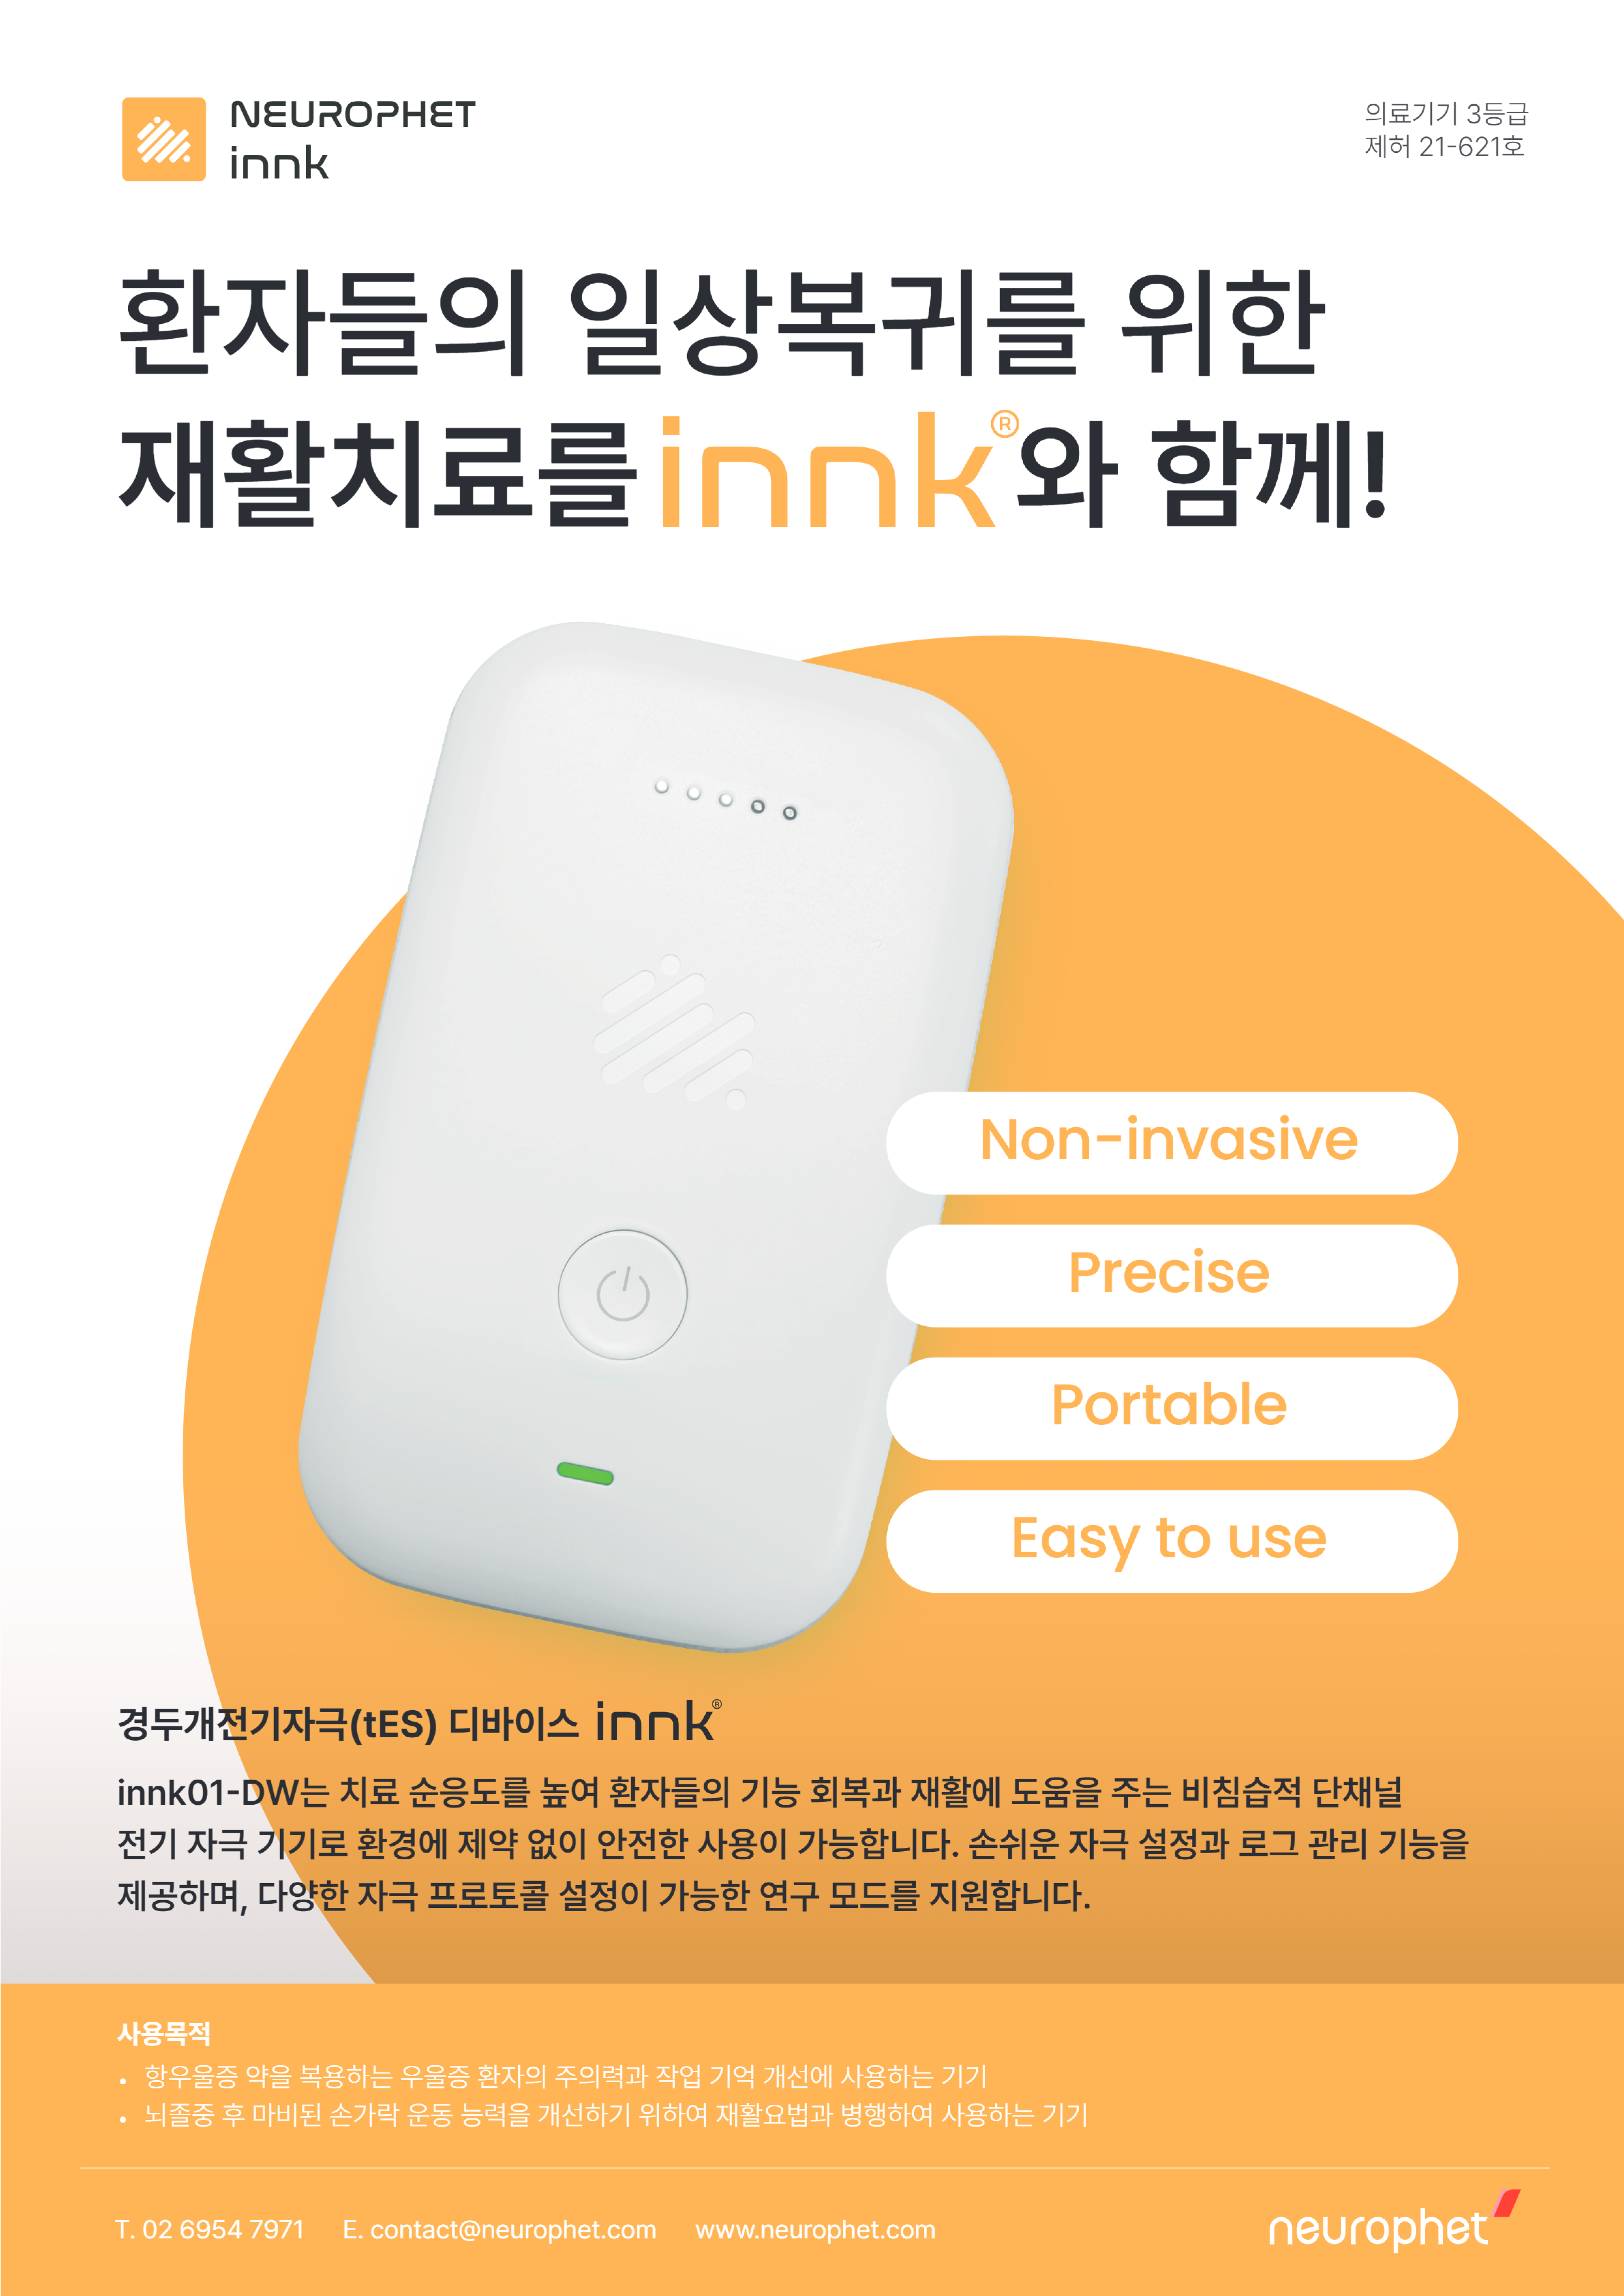 NEUROPHET
innk
의료기기 3등급
제허 21-621호
환자들의 일상복귀를 위한
재활치료를 innk®와 함께!
Non-invasive
Precise
Portable
Easy to use
경두개전기자극(tES) 디바이스 innk®
innk01-DW는 치료 순응도를 높여 환자들의 기능 회복과 재활에 도움을 주는 비침습적 단채널
전기 자극 기기로 환경에 제약 없이 안전한 사용이 가능합니다. 손쉬운 자극 설정과 로그 관리 기능을
제공하며, 다양한 자극 프로토콜 설정이 가능한 연구 모드를 지원합니다.
사용목적
• 항우울증 약을 복용하는 우울증 환자의 주의력과 작업 기억 개선에 사용하는 기기
• 뇌졸중 후 마비된 손가락 운동 능력을 개선하기 위하여 재활요법과 병행하여 사용하는 기기
T. 02 6954 7971 E. contact@neurophet.com www.neurophet.com
neurophet